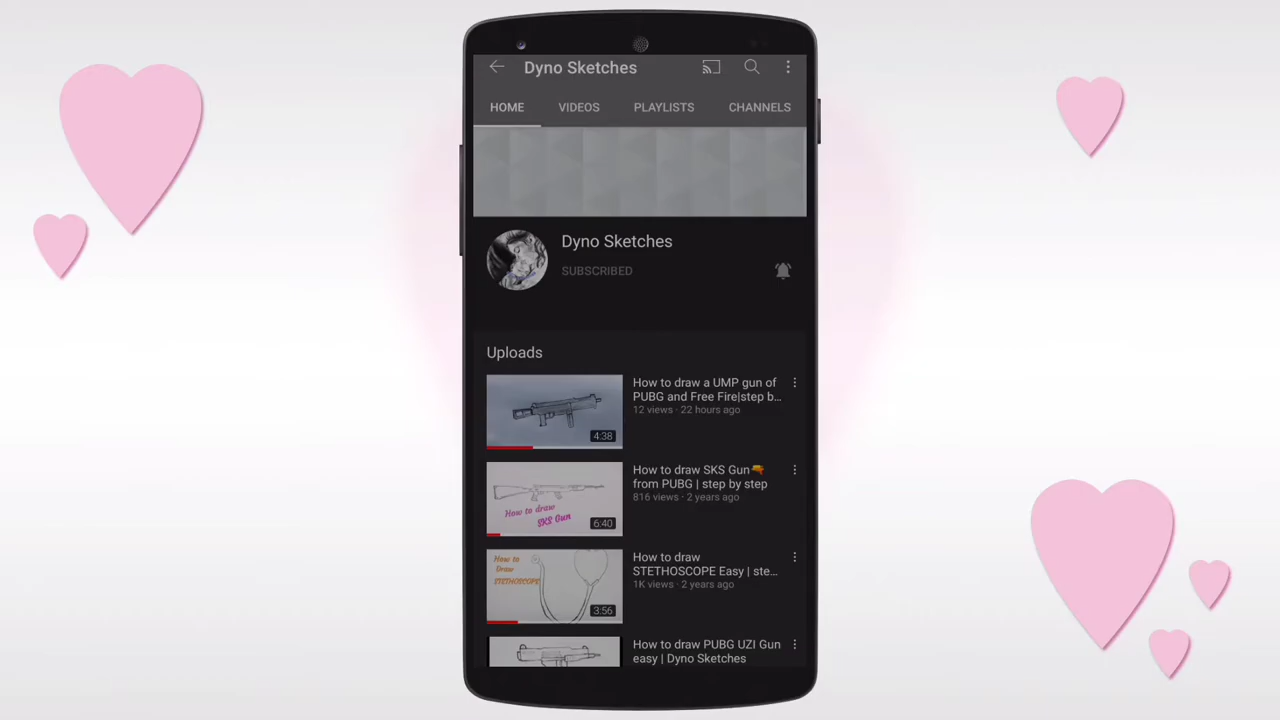 Dyno Sketches
HOME VIDEOS PLAYLISTS CHANNELS
Dyno Sketches
SUBSCRIBED
Uploads
How to draw a UMP gun of
PUBG and Free Fire|step b...
12 views · 22 hours ago
4:38
How to draw SKS Gun🔫
from PUBG | step by step
816 views · 2 years ago
How to draw
SKS Gun
6:40
How to draw
STETHOSCOPE Easy | ste...
1K views · 2 years ago
How to
Draw
STETHOSCOPE
3:56
How to draw PUBG UZI Gun
easy | Dyno Sketches